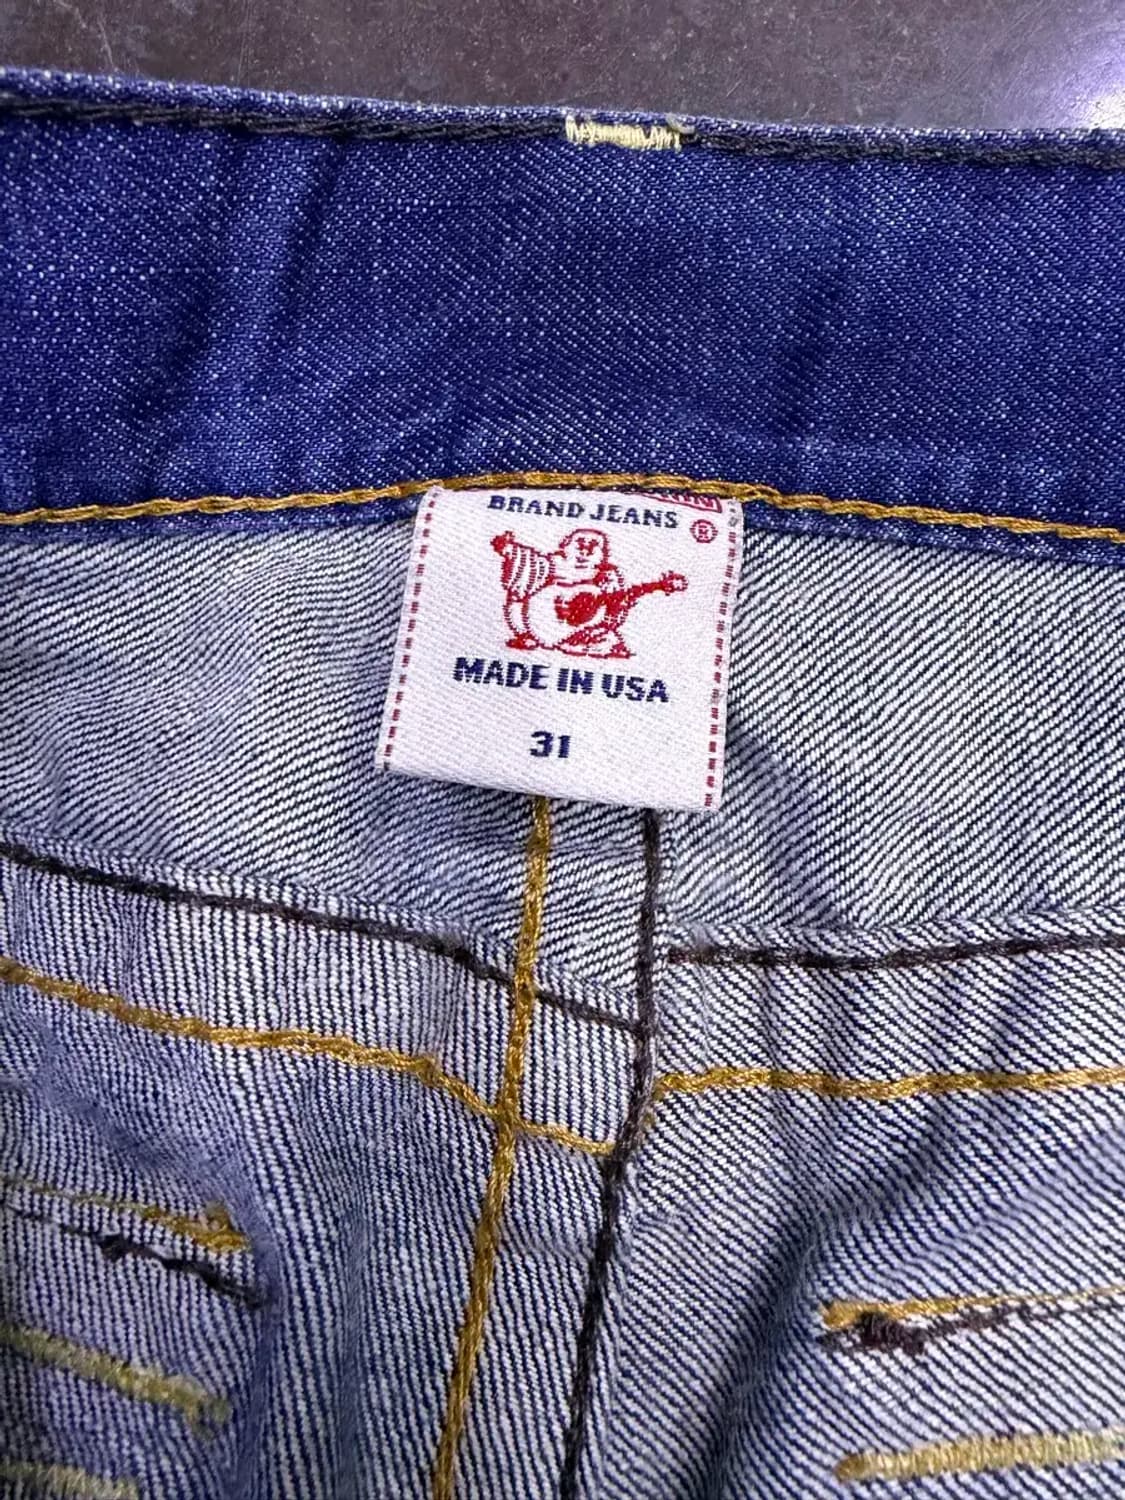 BRAND JEANS
®
MADE IN USA
31